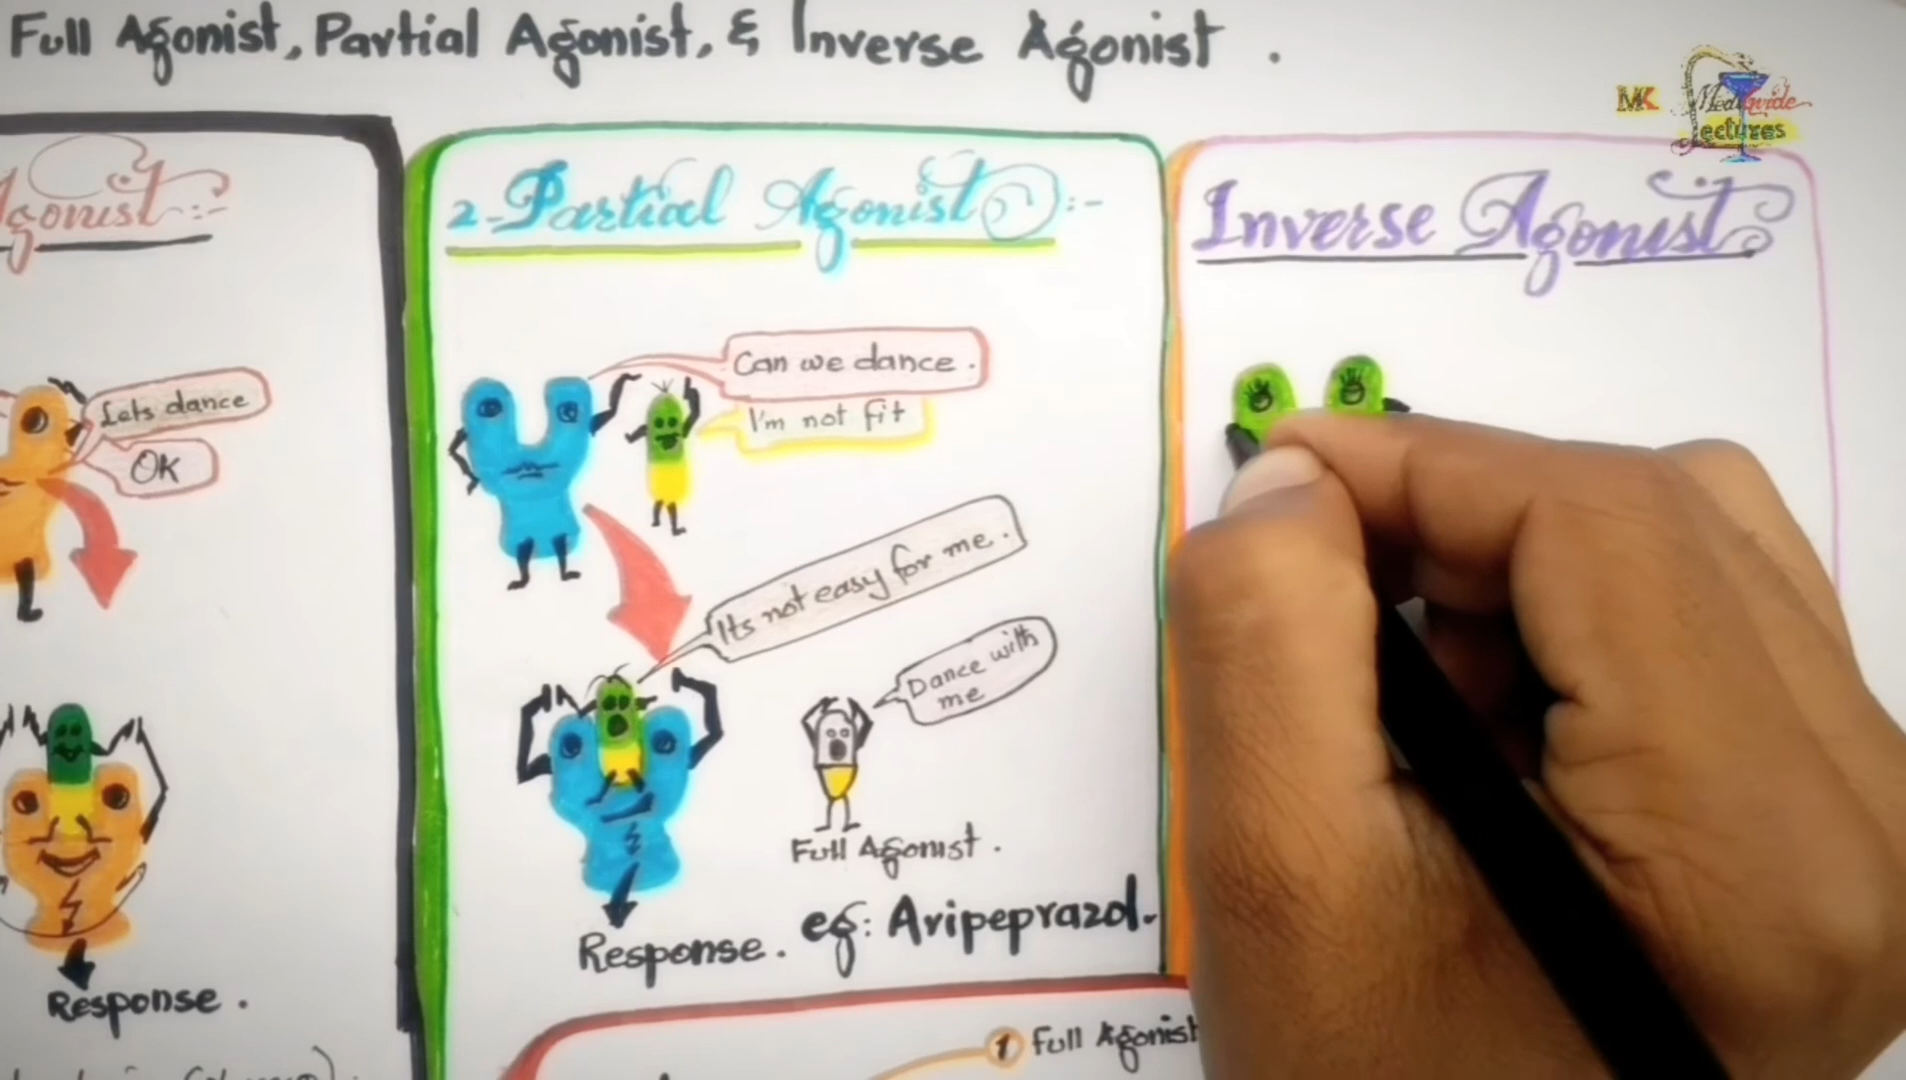 Full Agonist, Partial Agonist, & Inverse Agonist.
MK Mediguide
Lectures
Agonist:-
2-Partial Agonist:-
Inverse Agonist
Lets dance
OK
Response.
Can we dance.
I'm not fit
Its not easy for me.
Dance with
me
Full Agonist.
eg: Aripeprazol.
Response.
1 Full Agonist